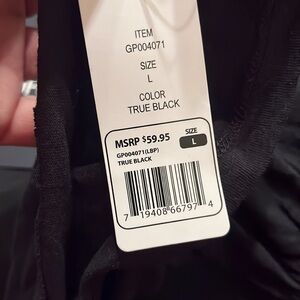 ITEM
GP004071
SIZE
L
COLOR
TRUE BLACK
MSRP $59.95
SIZE
L
GP004071(LBP)
TRUE BLACK
7 19408 66797 4